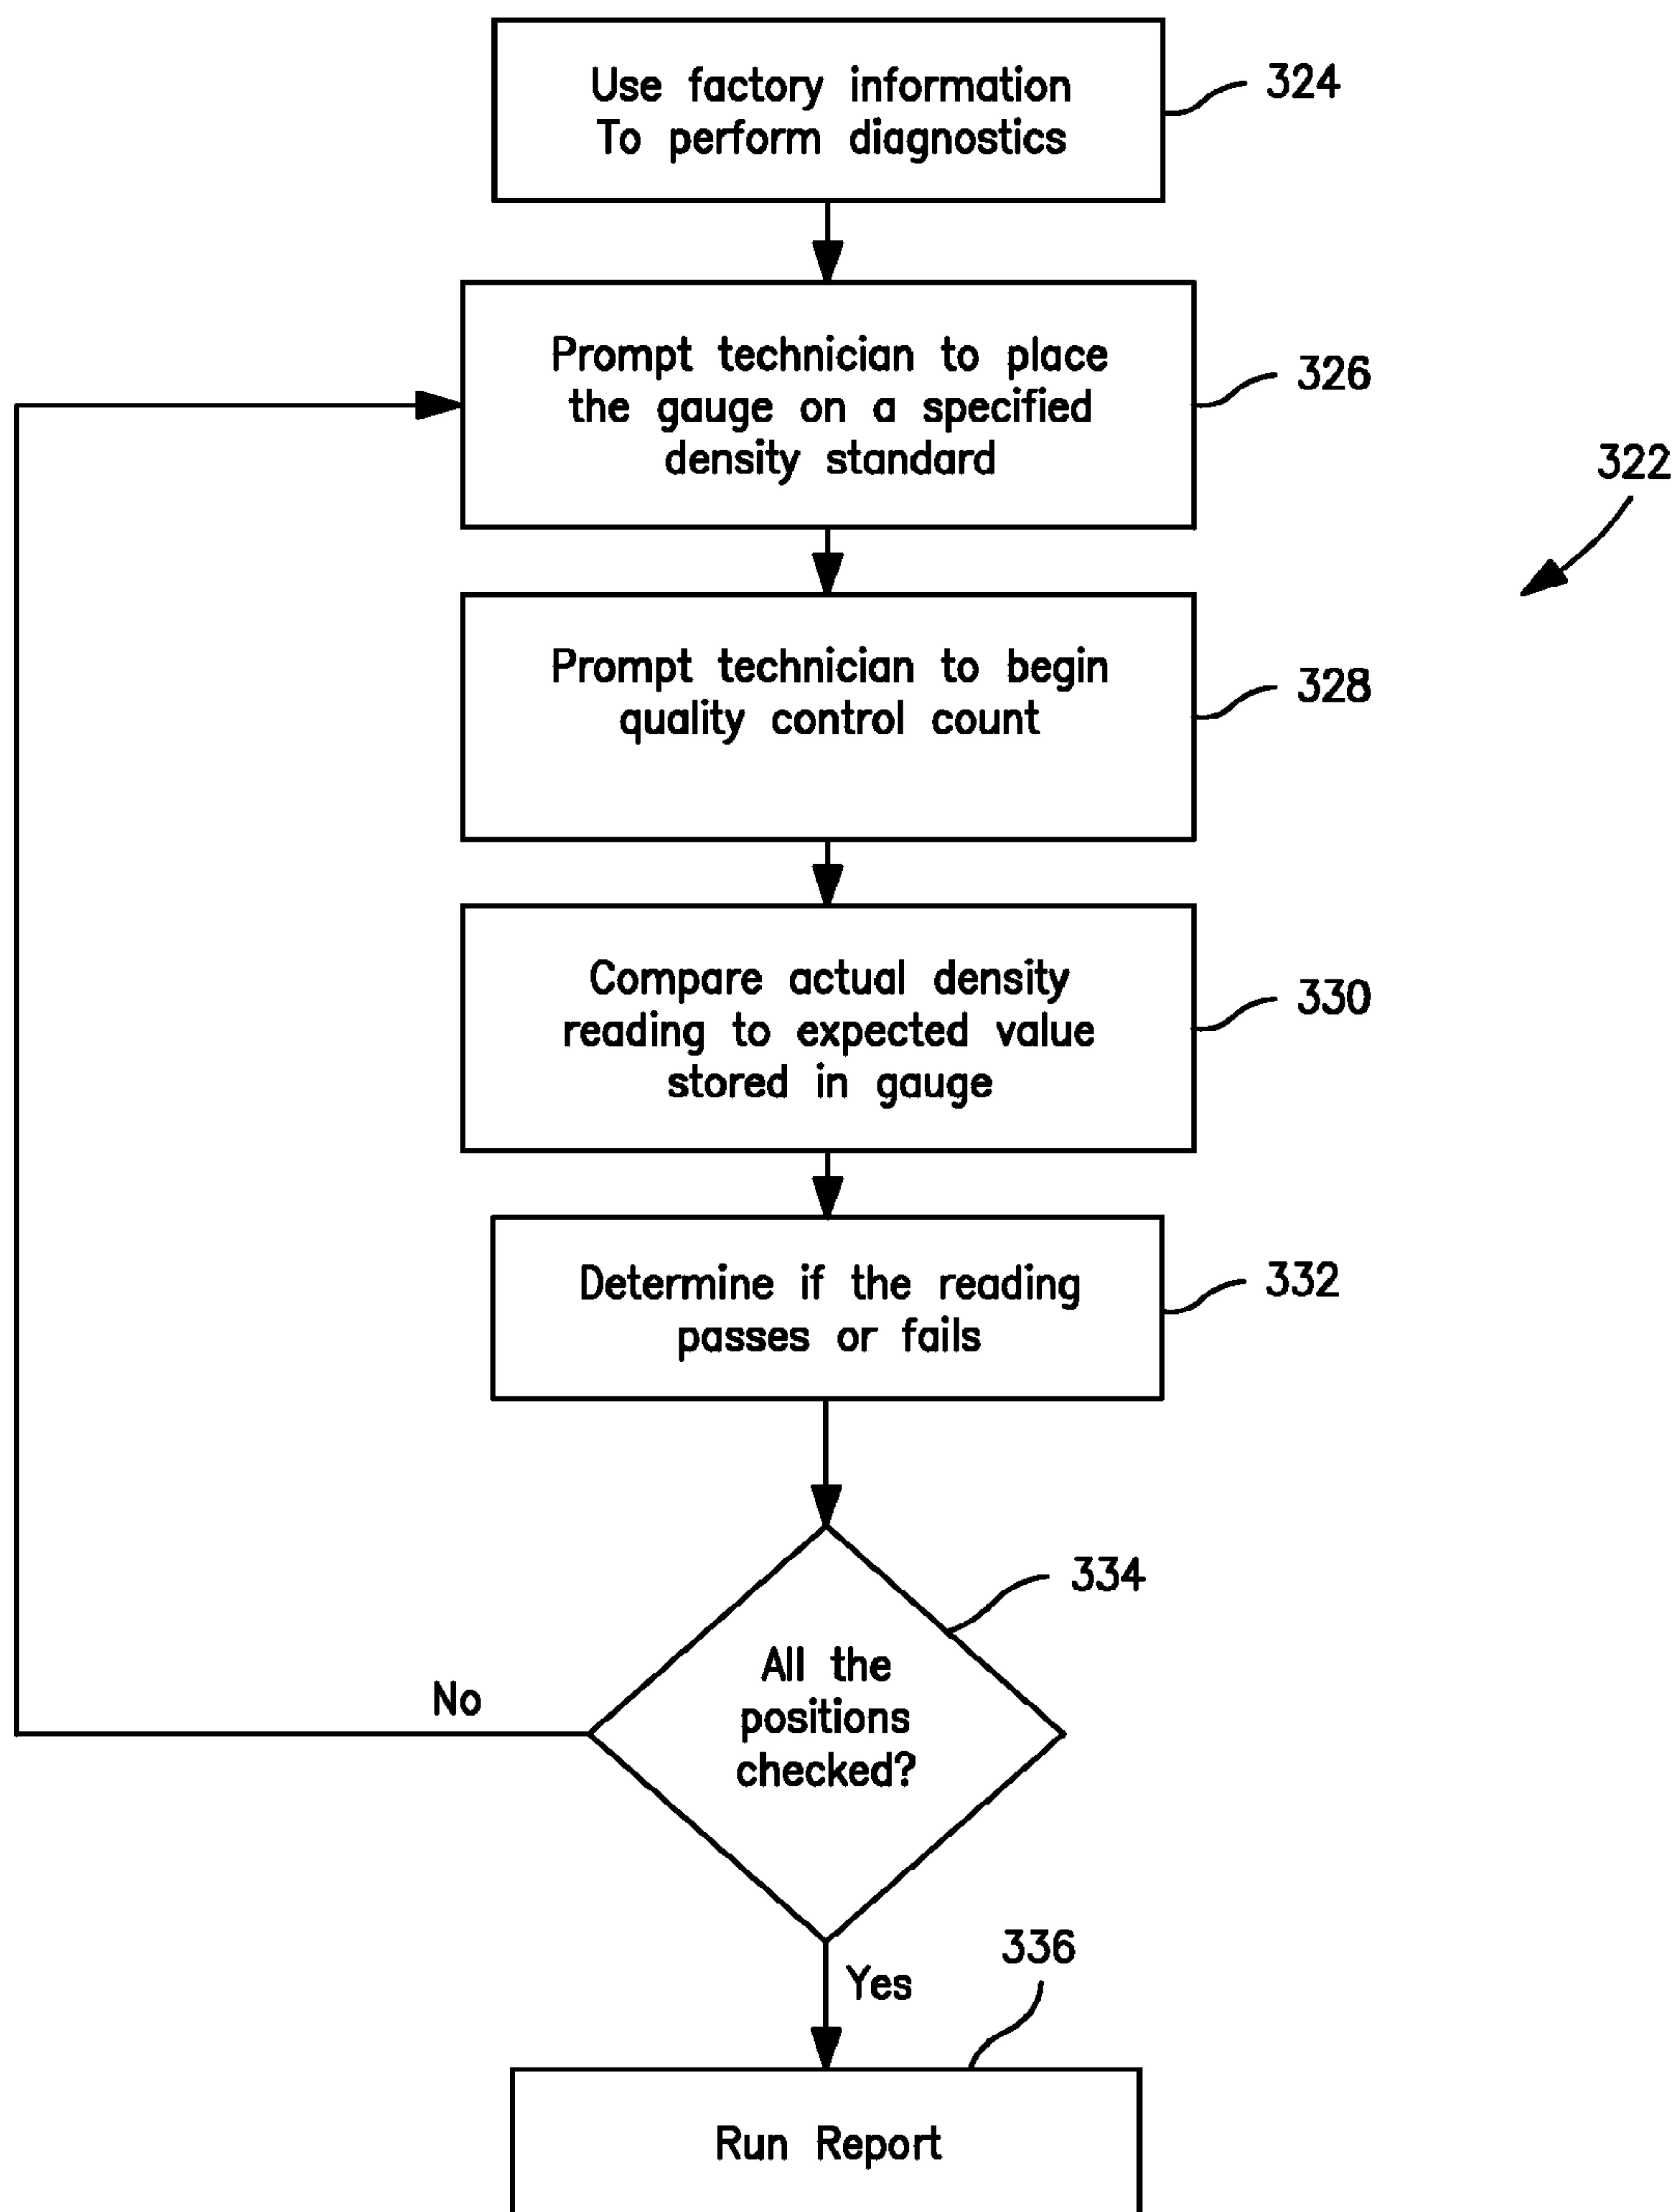 Use factory information
To perform diagnostics
324
Prompt technician to place
the gauge on a specified
density standard
326
322
Prompt technician to begin
quality control count
328
Compare actual density
reading to expected value
stored in gauge
330
Determine if the reading
passes or fails
332
334
All the
positions
checked?
No
Yes
336
Run Report